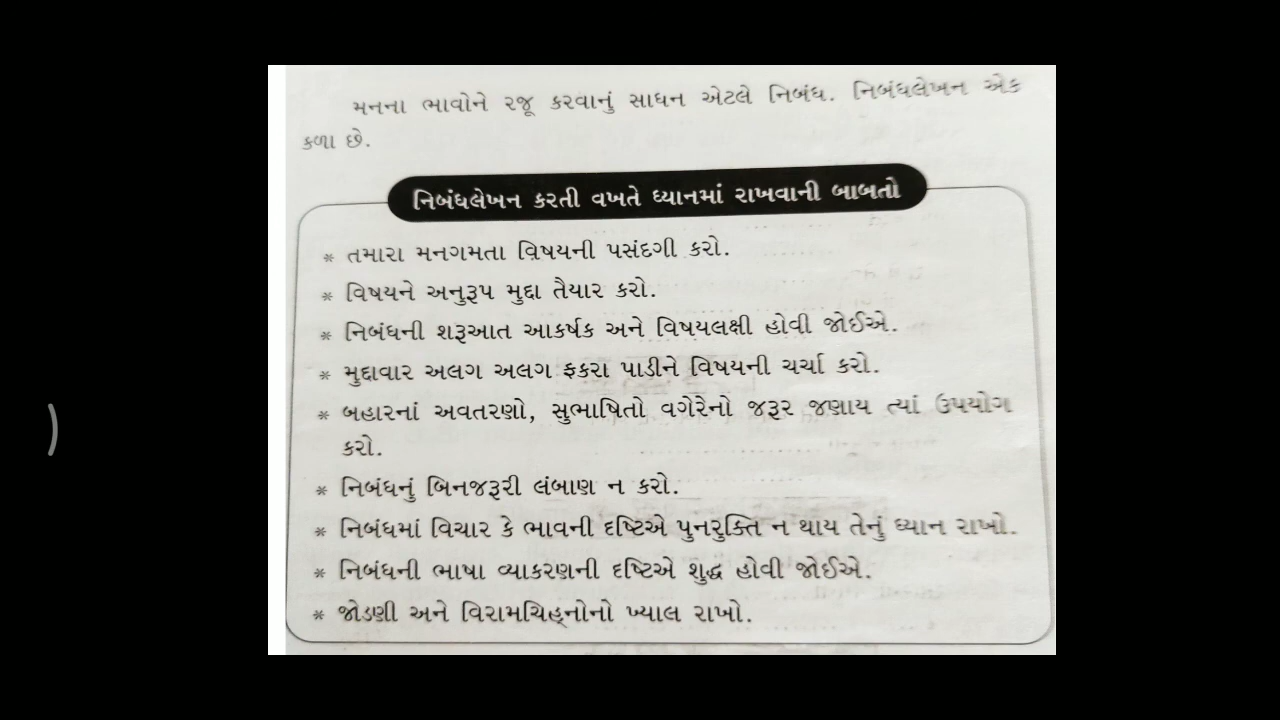 મનના ભાવોને રજૂ કરવાનું સાધન એટલે નિબંધ. નિબંધલેખન એક
કળા છે.
નિબંધલેખન કરતી વખતે ધ્યાનમાં રાખવાની બાબતો
* તમારા મનગમતા વિષયની પસંદગી કરો.
* વિષયને અનુરૂપ મુદ્દા તૈયાર કરો.
* નિબંધની શરૂઆત આકર્ષક અને વિષયલક્ષી હોવી જોઈએ.
* મુદ્દાવાર અલગ અલગ ફકરા પાડીને વિષયની ચર્ચા કરો.
* બહારનાં અવતરણો, સુભાષિતો વગેરેનો જરૂર જણાય ત્યાં ઉપયોગ
કરો.
* નિબંધનું બિનજરૂરી લંબાણ ન કરો.
* નિબંધમાં વિચાર કે ભાવની દૃષ્ટિએ પુનરુક્તિ ન થાય તેનું ધ્યાન રાખો.
* નિબંધની ભાષા વ્યાકરણની દૃષ્ટિએ શુદ્ધ હોવી જોઈએ.
* જોડણી અને વિરામચિહ્નોનો ખ્યાલ રાખો.